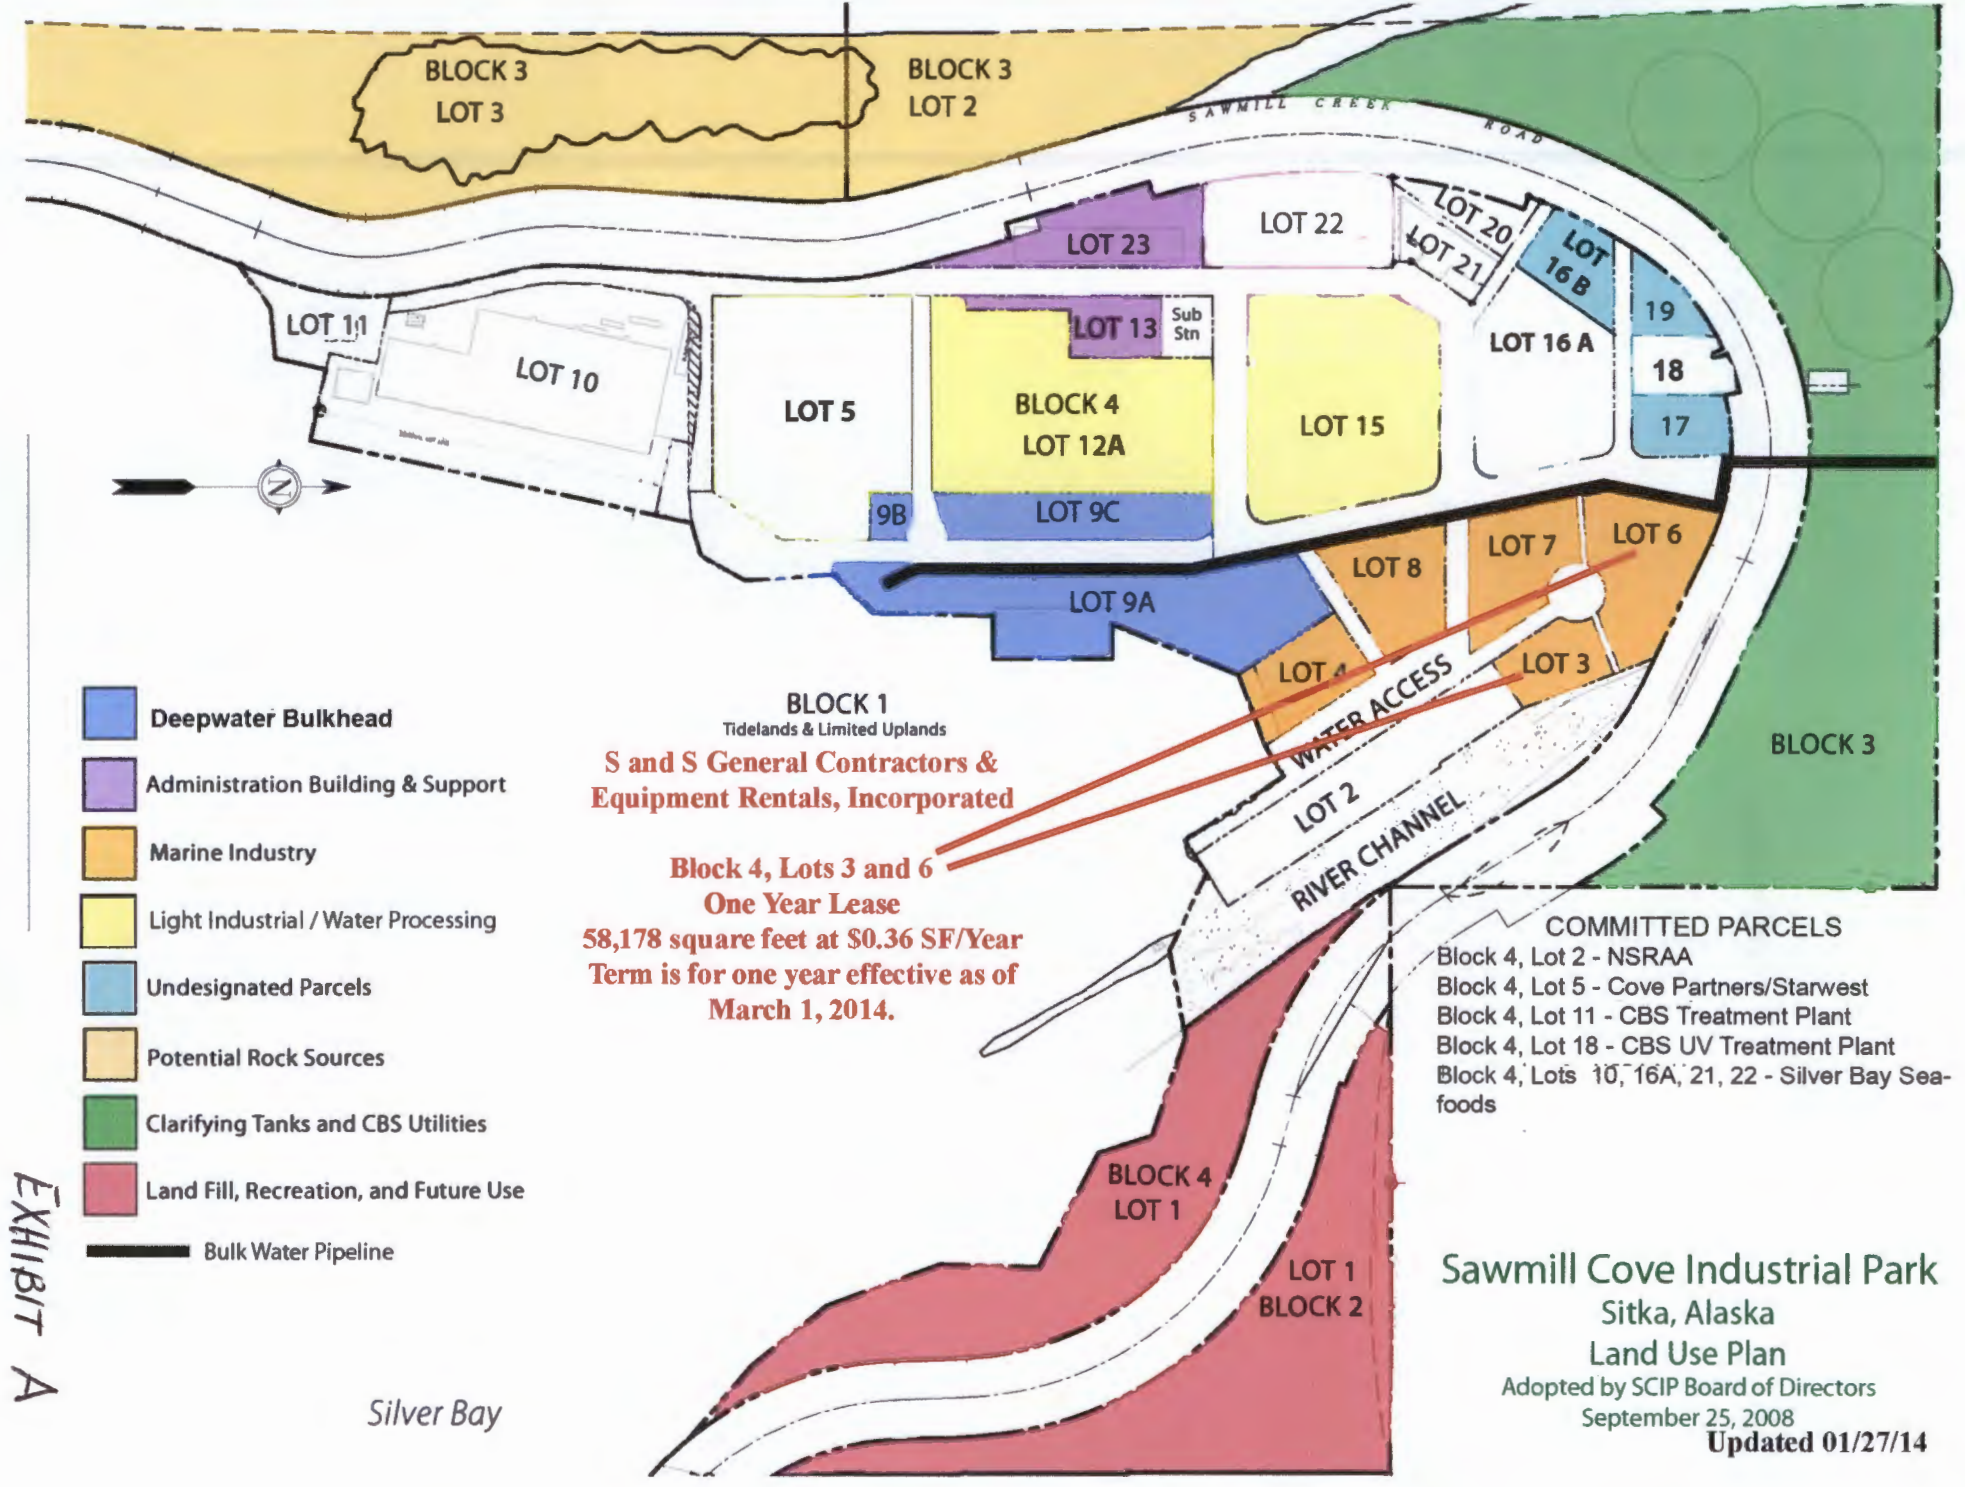 BLOCK 3
LOT 3
BLOCK 3
LOT 2
SAWMILL CREEK ROAD
LOT 23
LOT 22
LOT 20
LOT 21
LOT
16 B
19
18
17
LOT 11
LOT 10
LOT 5
LOT 13
Sub
Stn
BLOCK 4
LOT 12A
LOT 15
LOT 16 A
9B
LOT 9C
N
LOT 9A
LOT 8
LOT 7
LOT 6
LOT 4
LOT 3
WATER ACCESS
LOT 2
RIVER CHANNEL
BLOCK 3
BLOCK 1
Tidelands & Limited Uplands
S and S General Contractors &
Equipment Rentals, Incorporated
Block 4, Lots 3 and 6
One Year Lease
58,178 square feet at $0.36 SF/Year
Term is for one year effective as of
March 1, 2014.
Deepwater Bulkhead
Administration Building & Support
Marine Industry
Light Industrial / Water Processing
Undesignated Parcels
Potential Rock Sources
Clarifying Tanks and CBS Utilities
Land Fill, Recreation, and Future Use
Bulk Water Pipeline
COMMITTED PARCELS
Block 4, Lot 2 - NSRAA
Block 4, Lot 5 - Cove Partners/Starwest
Block 4, Lot 11 - CBS Treatment Plant
Block 4, Lot 18 - CBS UV Treatment Plant
Block 4, Lots 10, 16A, 21, 22 - Silver Bay Sea-
foods
BLOCK 4
LOT 1
LOT 1
BLOCK 2
Silver Bay
Sawmill Cove Industrial Park
Sitka, Alaska
Land Use Plan
Adopted by SCIP Board of Directors
September 25, 2008
Updated 01/27/14
EXHIBIT A